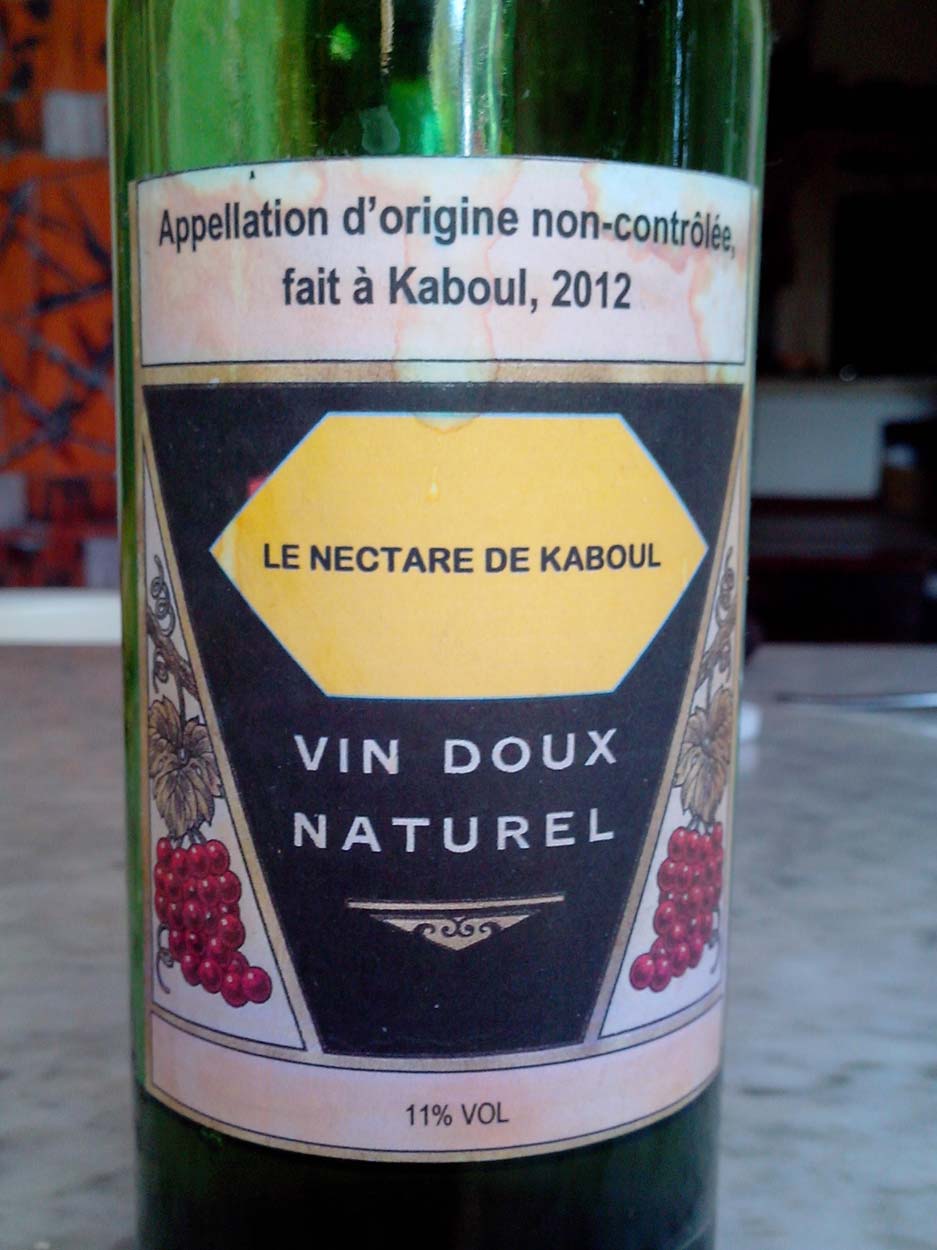 Appellation d'origine non-contrôlée,
fait à Kaboul, 2012
LE NECTARE DE KABOUL
VIN DOUX
NATUREL
11% VOL